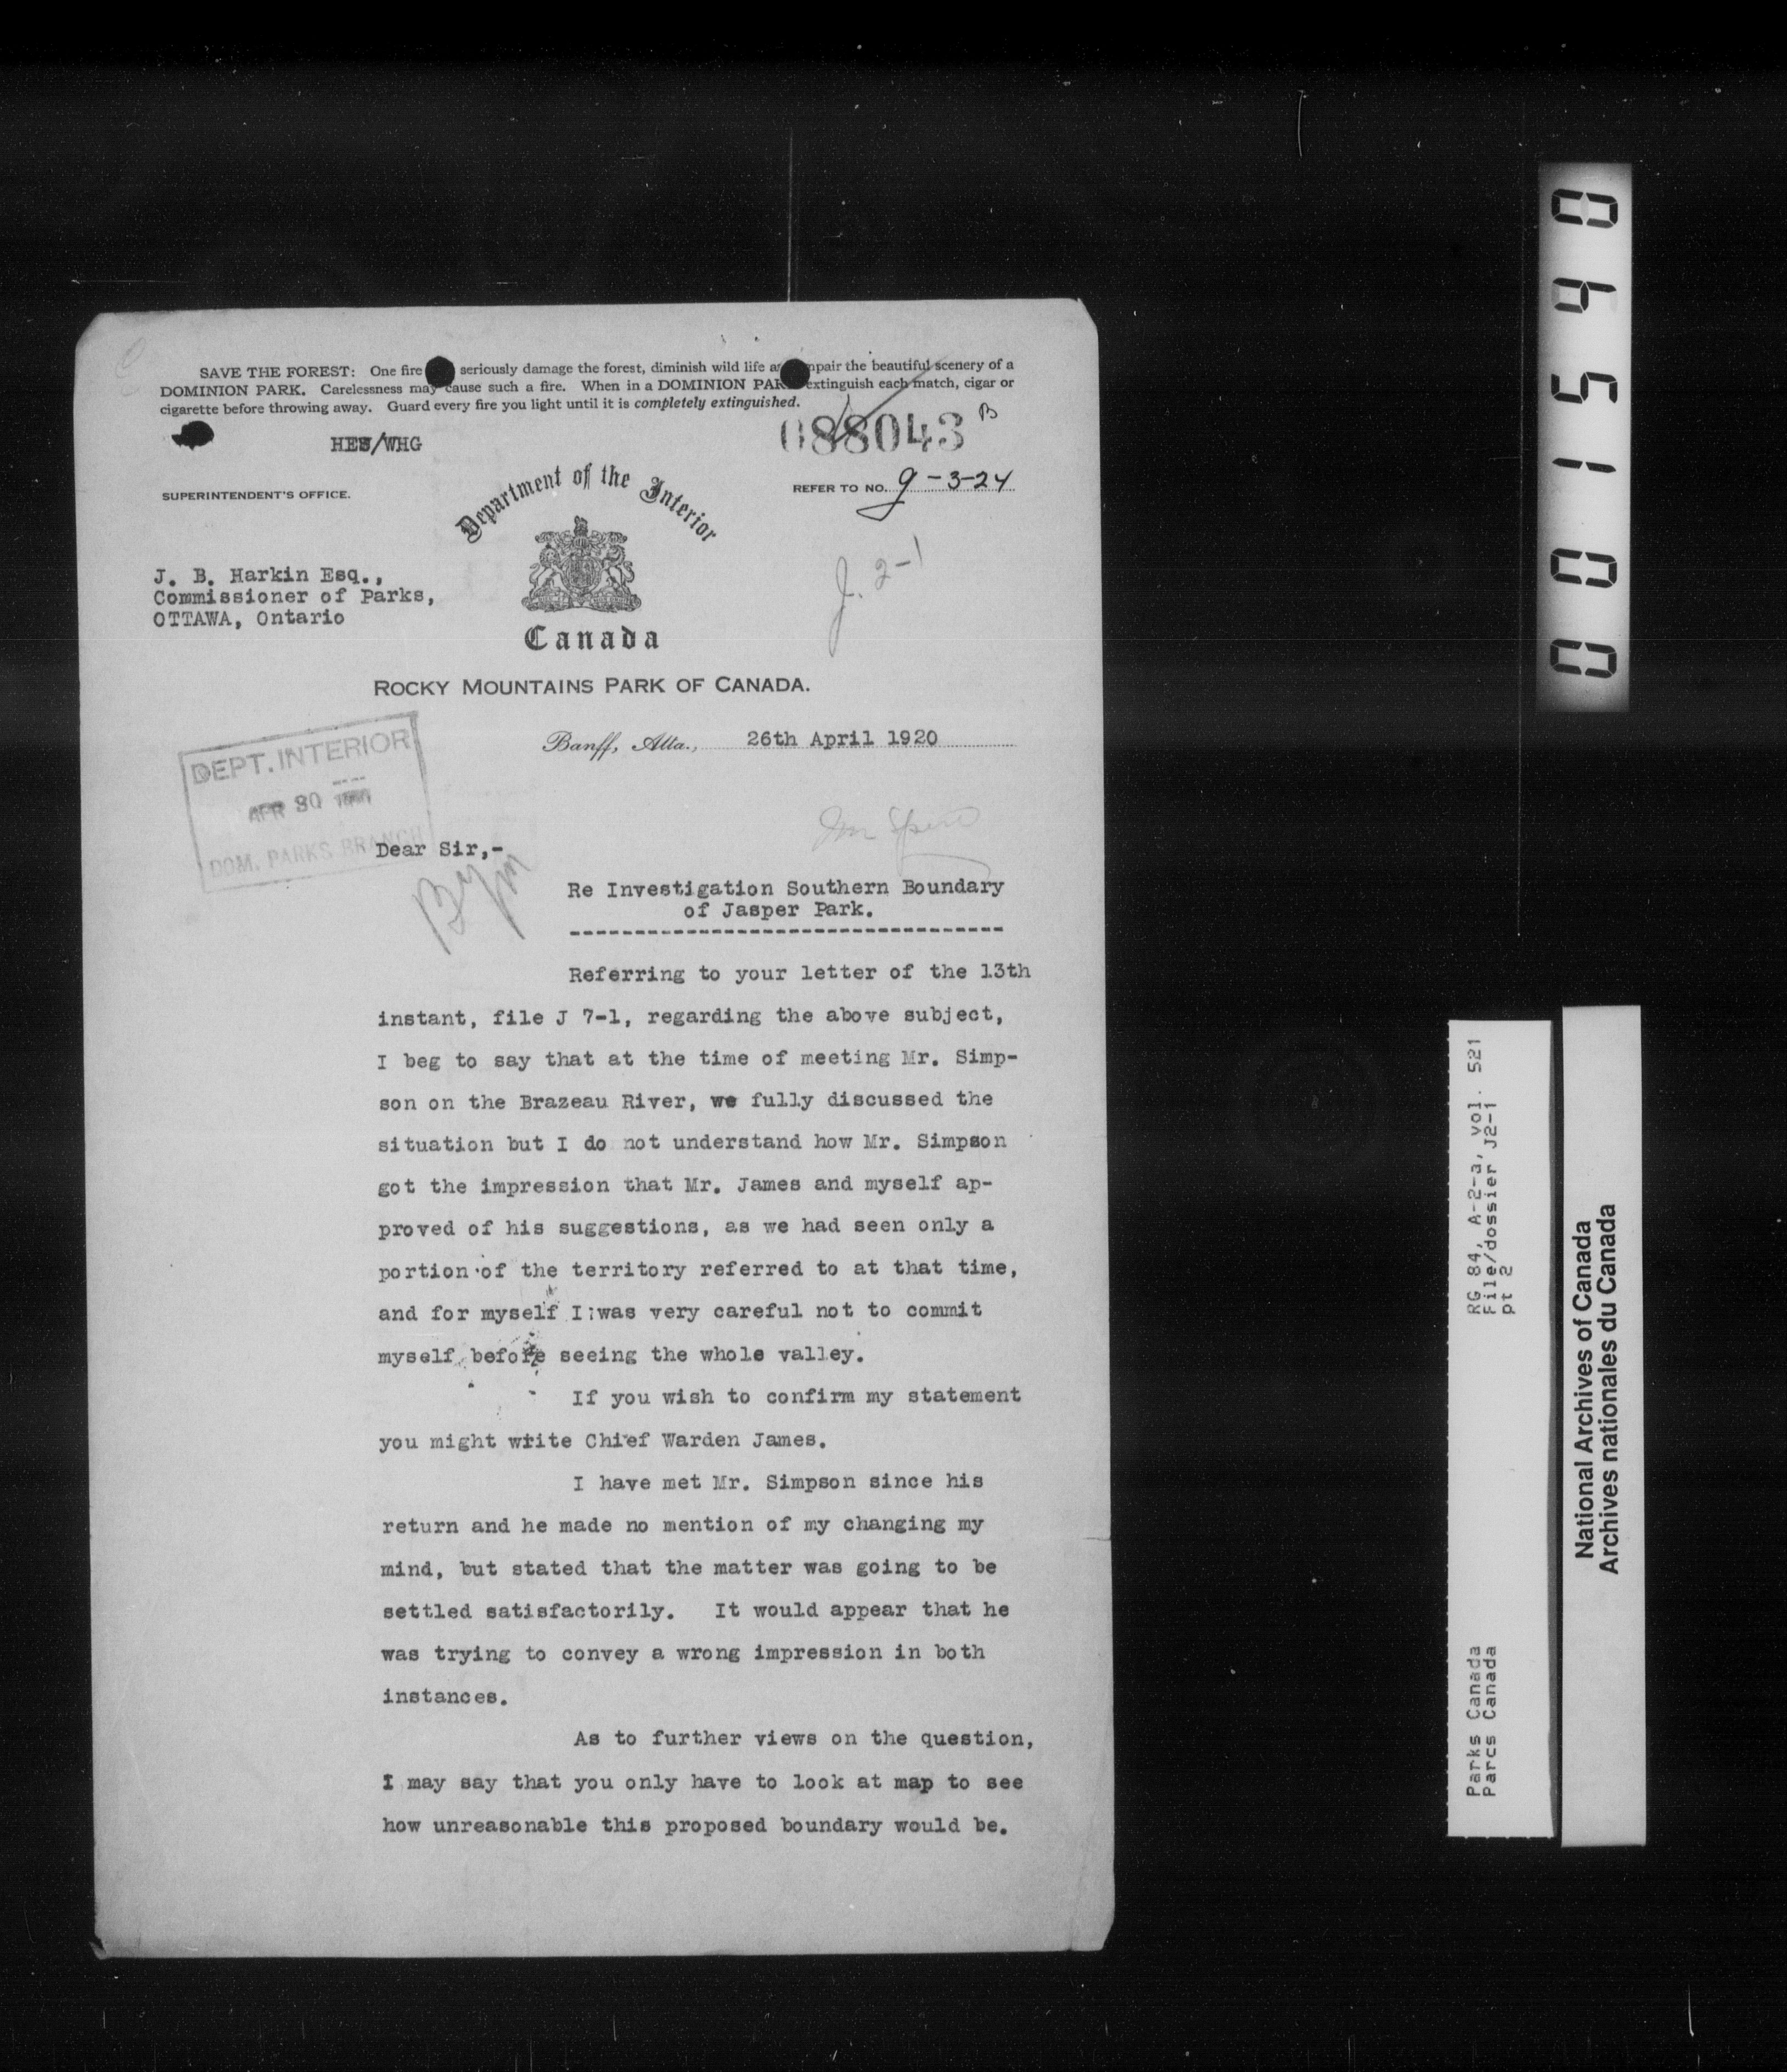 SAVE THE FOREST: One fire seriously damage the forest, diminish wild life impair the beautiful scenery of a
DOMINION PARK. Carelessness may cause such a fire. When in a DOMINION PARK extinguish each match, cigar or
cigarette before throwing away. Guard every fire you light until it is completely extinguished.
HES/WHG
088043 B
SUPERINTENDENT'S OFFICE.
REFER TO NO. 9-3-24
Department of the Interior
J. 2-1
J. B. Harkin Esq.,
Commissioner of Parks,
OTTAWA, Ontario
Canada
ROCKY MOUNTAINS PARK OF CANADA.
Banff, Alta., 26th April 1920
DEPT. INTERIOR
APR 30
DOM. PARKS BRANCH
Dear Sir,-
Re Investigation Southern Boundary
of Jasper Park.
Referring to your letter of the 13th
instant, file J 7-1, regarding the above subject,
I beg to say that at the time of meeting Mr. Simp-
son on the Brazeau River, we fully discussed the
situation but I do not understand how Mr. Simpson
got the impression that Mr. James and myself ap-
proved of his suggestions, as we had seen only a
portion of the territory referred to at that time,
and for myself I was very careful not to commit
myself before seeing the whole valley.
If you wish to confirm my statement
you might write Chief Warden James.
I have met Mr. Simpson since his
return and he made no mention of my changing my
mind, but stated that the matter was going to be
settled satisfactorily. It would appear that he
was trying to convey a wrong impression in both
instances.
As to further views on the question,
I may say that you only have to look at map to see
how unreasonable this proposed boundary would be.
001540
RG 84, A-2-a, vol. 521
File/dossier J2-1
pt 2
Parks Canada
Parcs Canada
National Archives of Canada
Archives nationales du Canada